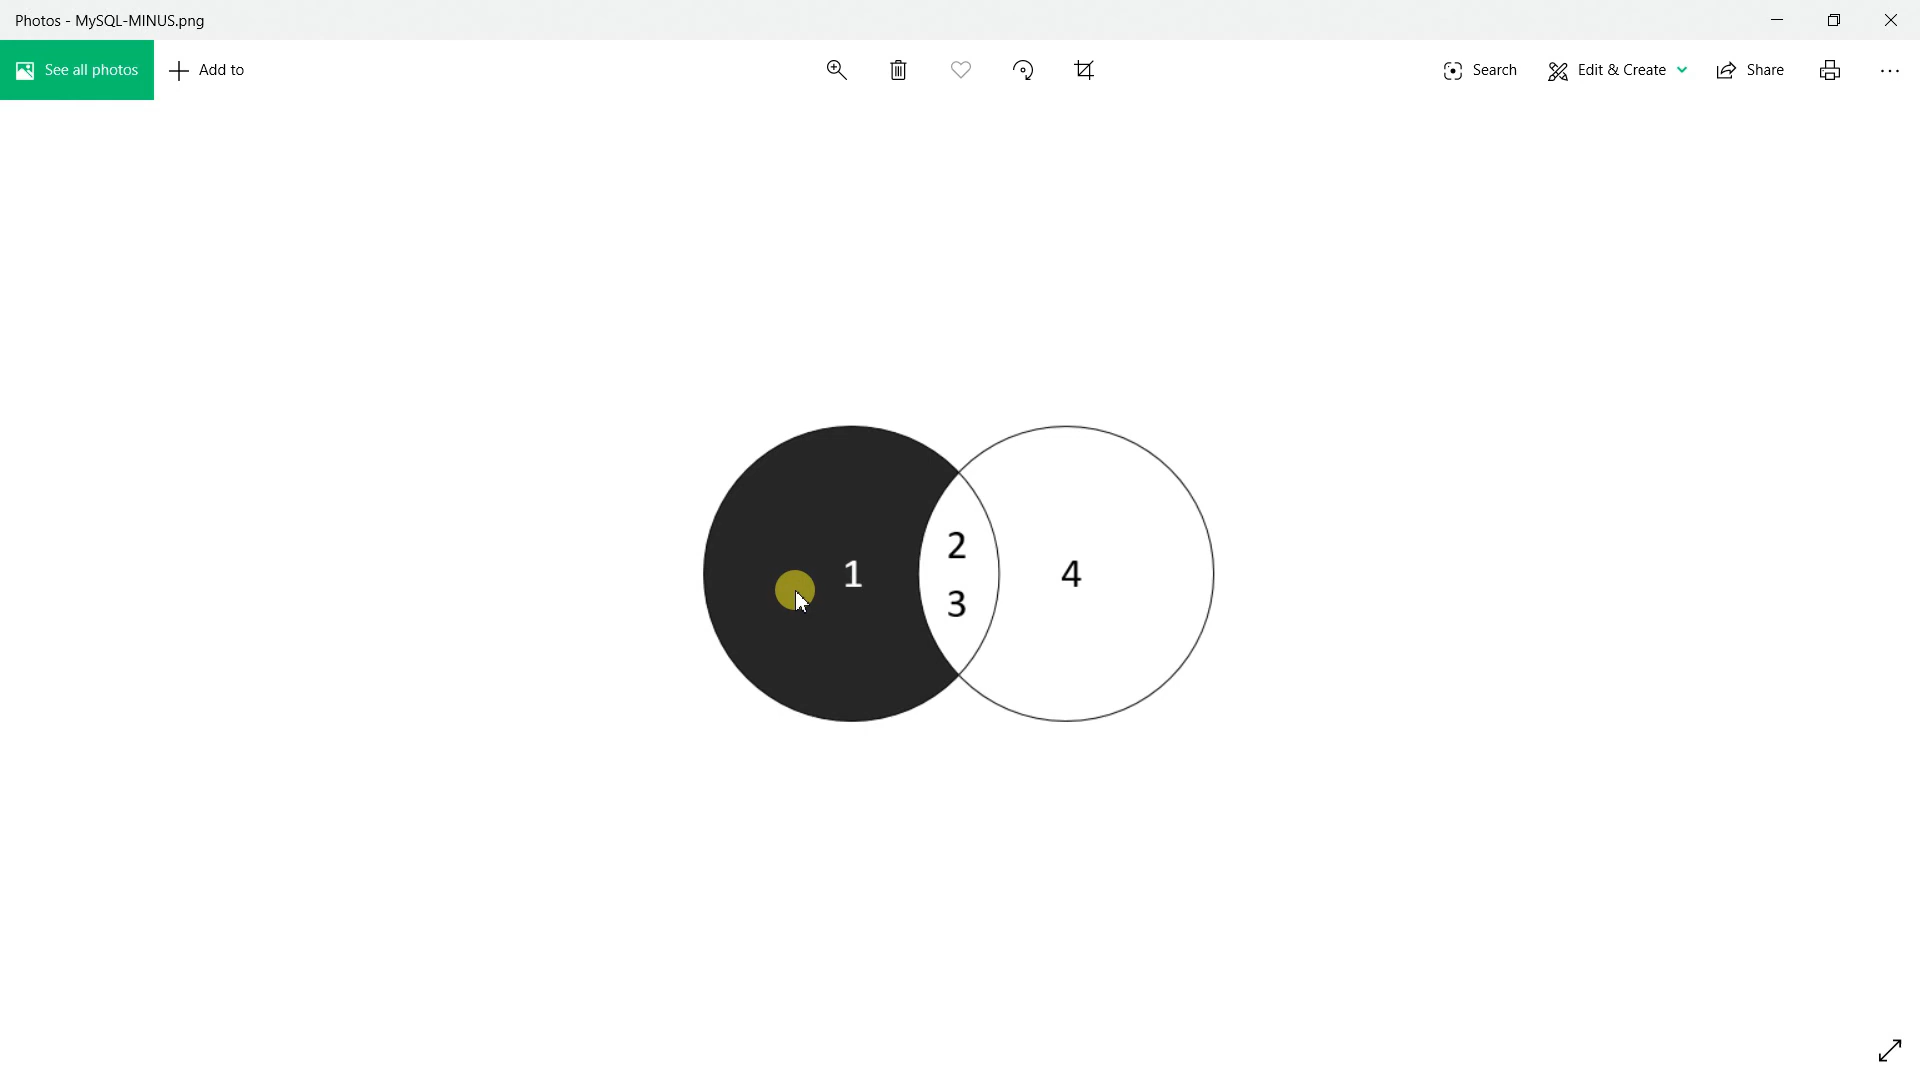 Photos - MySQL-MINUS.png
See all photos
Add to
Search
Edit & Create
Share
1
2
3
4